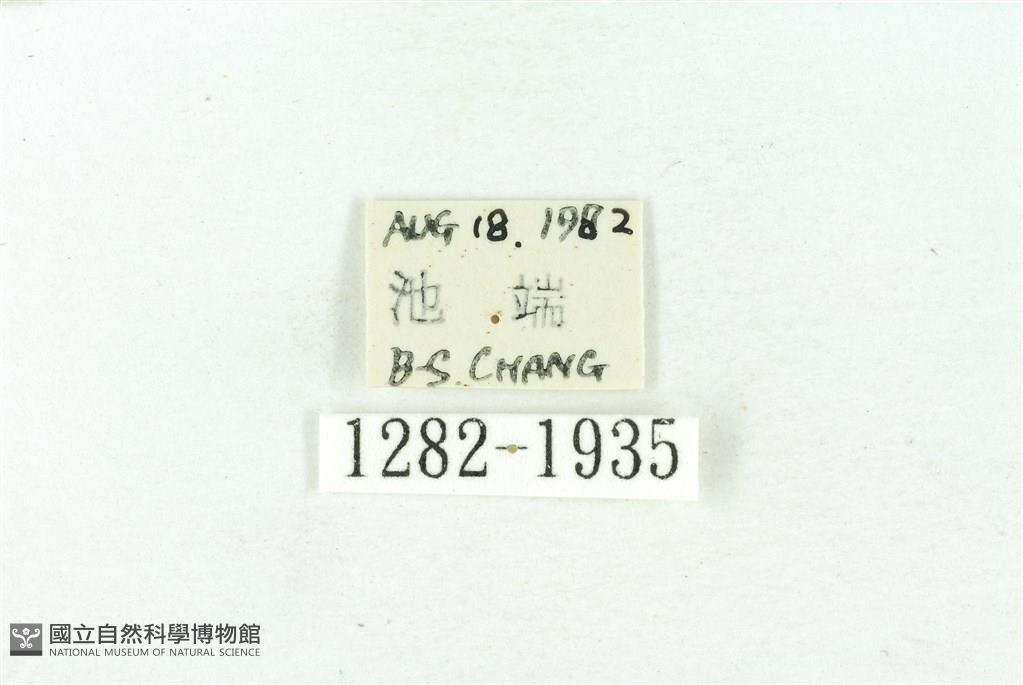 AUG 18. 1982
池 端
B-S. CHANG
1282-1935
國立自然科學博物館
NATIONAL MUSEUM OF NATURAL SCIENCE